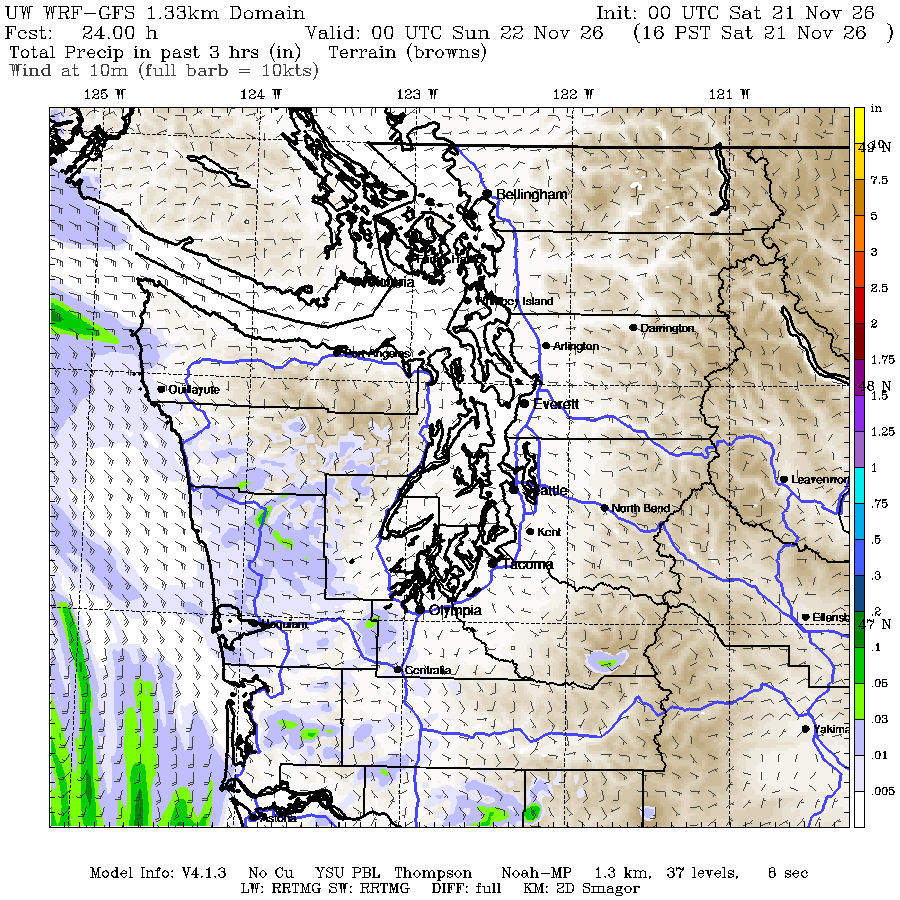 UW WRF-GFS 1.33km Domain Init: 00 UTC Sat 21 Nov 26
Fcst: 24.00 h Valid: 00 UTC Sun 22 Nov 26 (16 PST Sat 21 Nov 26 )
Total Precip in past 3 hrs (in) Terrain (browns)
Wind at 10m (full barb = 10kts)
125 W 124 W 123 W 122 W 121 W
in
10
49 N
7.5
Bellingham
5
3
Victoria
2.5
Whidbey Island
2
Darrington
Arlington
Port Angeles
1.75
48 N
Quillayute
1.5
Everett
1.25
1
Leavenwor
Seattle
.75
North Bend
Kent
.5
Tacoma
.3
Olympia
.2
Ellensb
47 N
Hoquiam
.1
Centralia
.05
.03
Yakima
.01
.005
Astoria
Model Info: V4.1.3 No Cu YSU PBL Thompson Noah-MP 1.3 km, 37 levels, 8 sec
LW: RRTMG SW: RRTMG DIFF: full KM: 2D Smagor